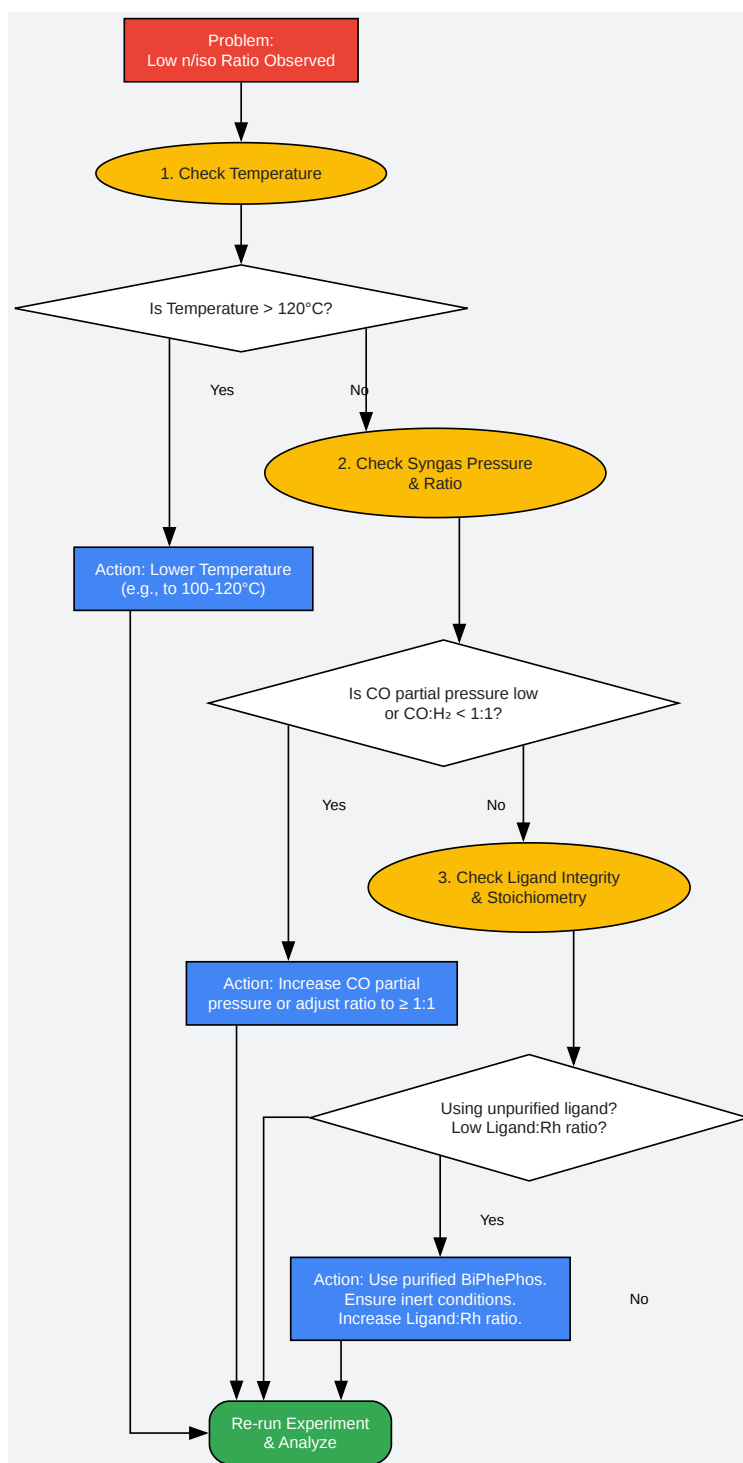 Problem:
Low n/iso Ratio Observed
1. Check Temperature
Is Temperature > 120°C?
Yes
No
2. Check Syngas Pressure
& Ratio
Action: Lower Temperature
(e.g., to 100-120°C)
Is CO partial pressure low
or CO:H₂ < 1:1?
Yes
No
3. Check Ligand Integrity
& Stoichiometry
Action: Increase CO partial
pressure or adjust ratio to ≥ 1:1
Using unpurified ligand?
Low Ligand:Rh ratio?
Yes
Action: Use purified BiPhePhos.
Ensure inert conditions.
Increase Ligand:Rh ratio.
No
Re-run Experiment
& Analyze